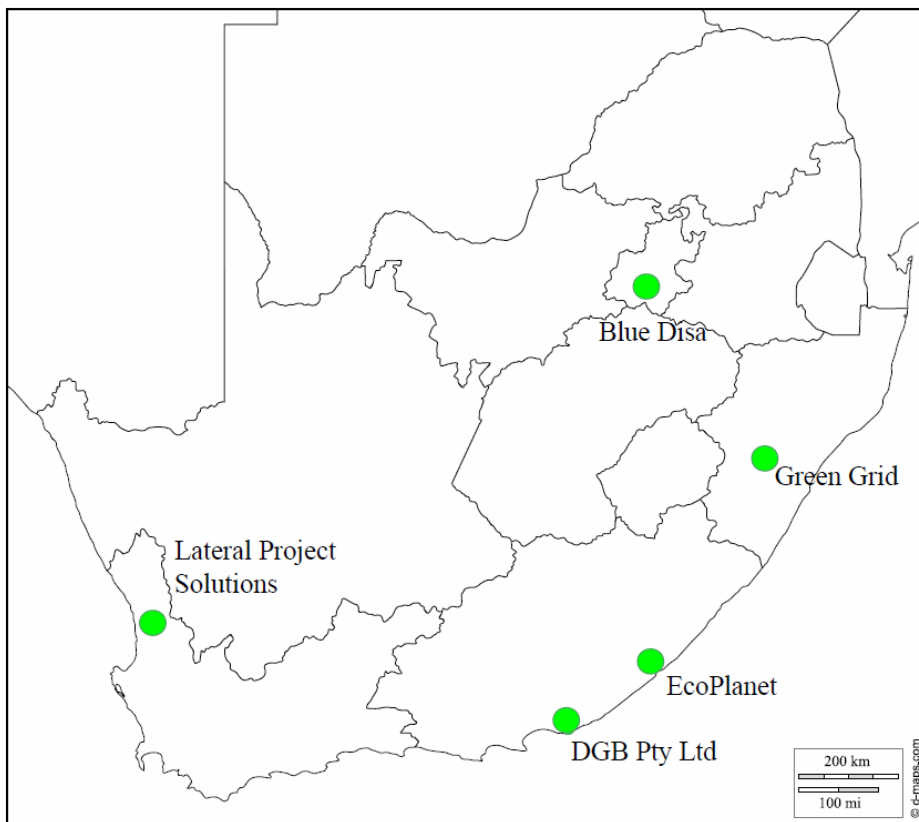 Blue Disa
Green Grid
Lateral Project
Solutions
EcoPlanet
DGB Pty Ltd
200 km
100 mi
© d-maps.com